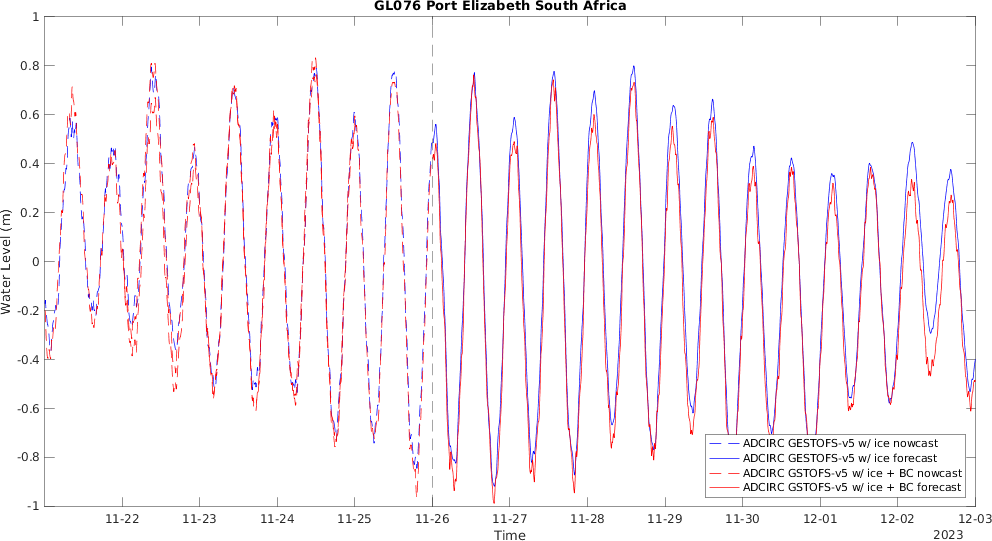 GL076 Port Elizabeth South Africa
1
0.8
0.6
0.4
0.2
0
-0.2
-0.4
-0.6
-0.8
-1
Water Level (m)
ADCIRC GESTOFS-v5 w/ ice nowcast
ADCIRC GESTOFS-v5 w/ ice forecast
ADCIRC GSTOFS-v5 w/ ice + BC nowcast
ADCIRC GSTOFS-v5 w/ ice + BC forecast
11-22 11-23 11-24 11-25 11-26 11-27 11-28 11-29 11-30 12-01 12-02 12-03
Time 2023